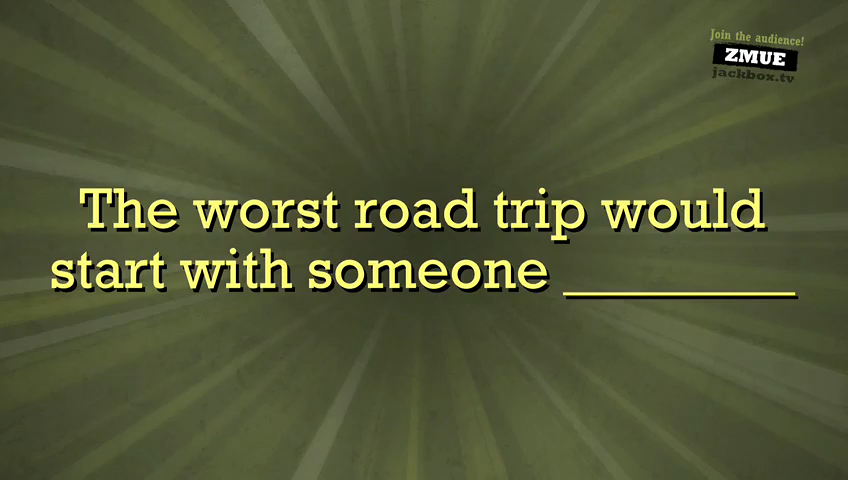 Join the audience!
ZMUE
jackbox.tv
The worst road trip would
start with someone ________